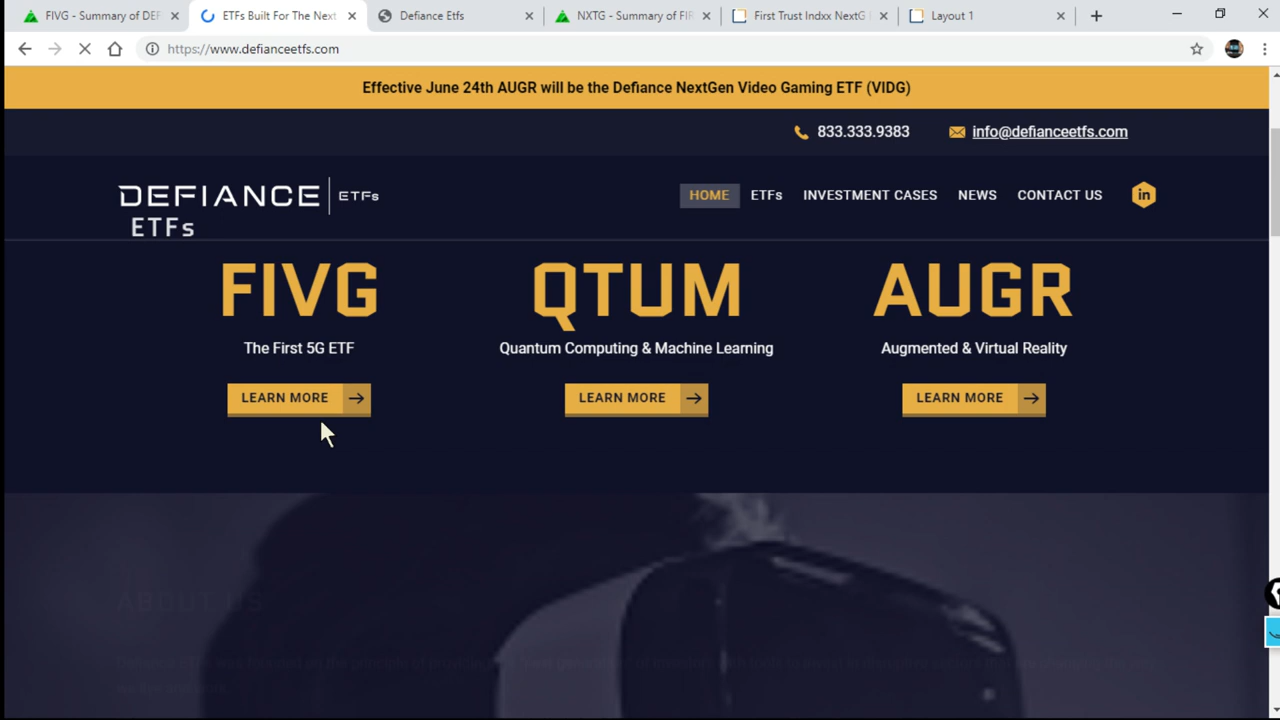 FIVG - Summary of DEF
ETFs Built For The Next
Defiance Etfs
NXTG - Summary of FIR
First Trust Indxx NextG
Layout 1
https://www.defianceetfs.com
Effective June 24th AUGR will be the Defiance NextGen Video Gaming ETF (VIDG)
833.333.9383
info@defianceetfs.com
DEFIANCE ETFs
ETFs
HOME
ETFs
INVESTMENT CASES
NEWS
CONTACT US
in
FIVG
QTUM
AUGR
The First 5G ETF
Quantum Computing & Machine Learning
Augmented & Virtual Reality
LEARN MORE
LEARN MORE
LEARN MORE
ABOUT US